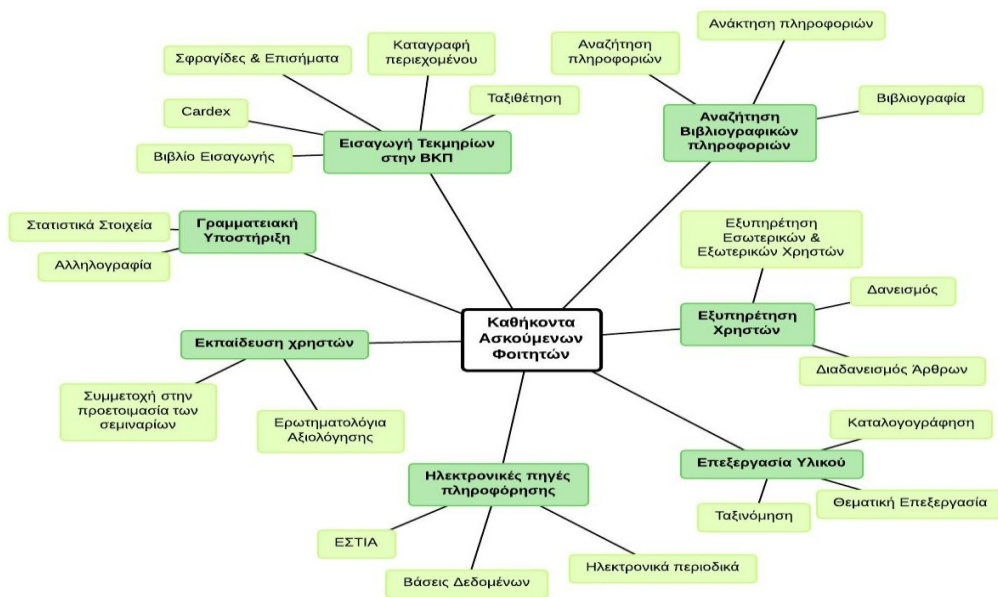 Σφραγίδες & Επισήματα
Καταγραφή
περιεχομένου
Cardex
Ταξιθέτηση
Βιβλίο Εισαγωγής
Εισαγωγή Τεκμηρίων
στην ΒΚΠ
Αναζήτηση
πληροφοριών
Ανάκτηση πληροφοριών
Βιβλιογραφία
Αναζήτηση
Βιβλιογραφικών
πληροφοριών
Στατιστικά Στοιχεία
Αλληλογραφία
Γραμματειακή
Υποστήριξη
Εξυπηρέτηση
Εσωτερικών &
Εξωτερικών Χρηστών
Δανεισμός
Εξυπηρέτηση
Χρηστών
Διαδανεισμός Άρθρων
Καθήκοντα
Ασκούμενων
Φοιτητών
Εκπαίδευση χρηστών
Συμμετοχή στην
προετοιμασία των
σεμιναρίων
Ερωτηματολόγια
Αξιολόγησης
Καταλογογράφηση
Επεξεργασία Υλικού
Ταξινόμηση
Θεματική Επεξεργασία
Ηλεκτρονικές πηγές
πληροφόρησης
ΕΣΤΙΑ
Βάσεις Δεδομένων
Ηλεκτρονικά περιοδικά